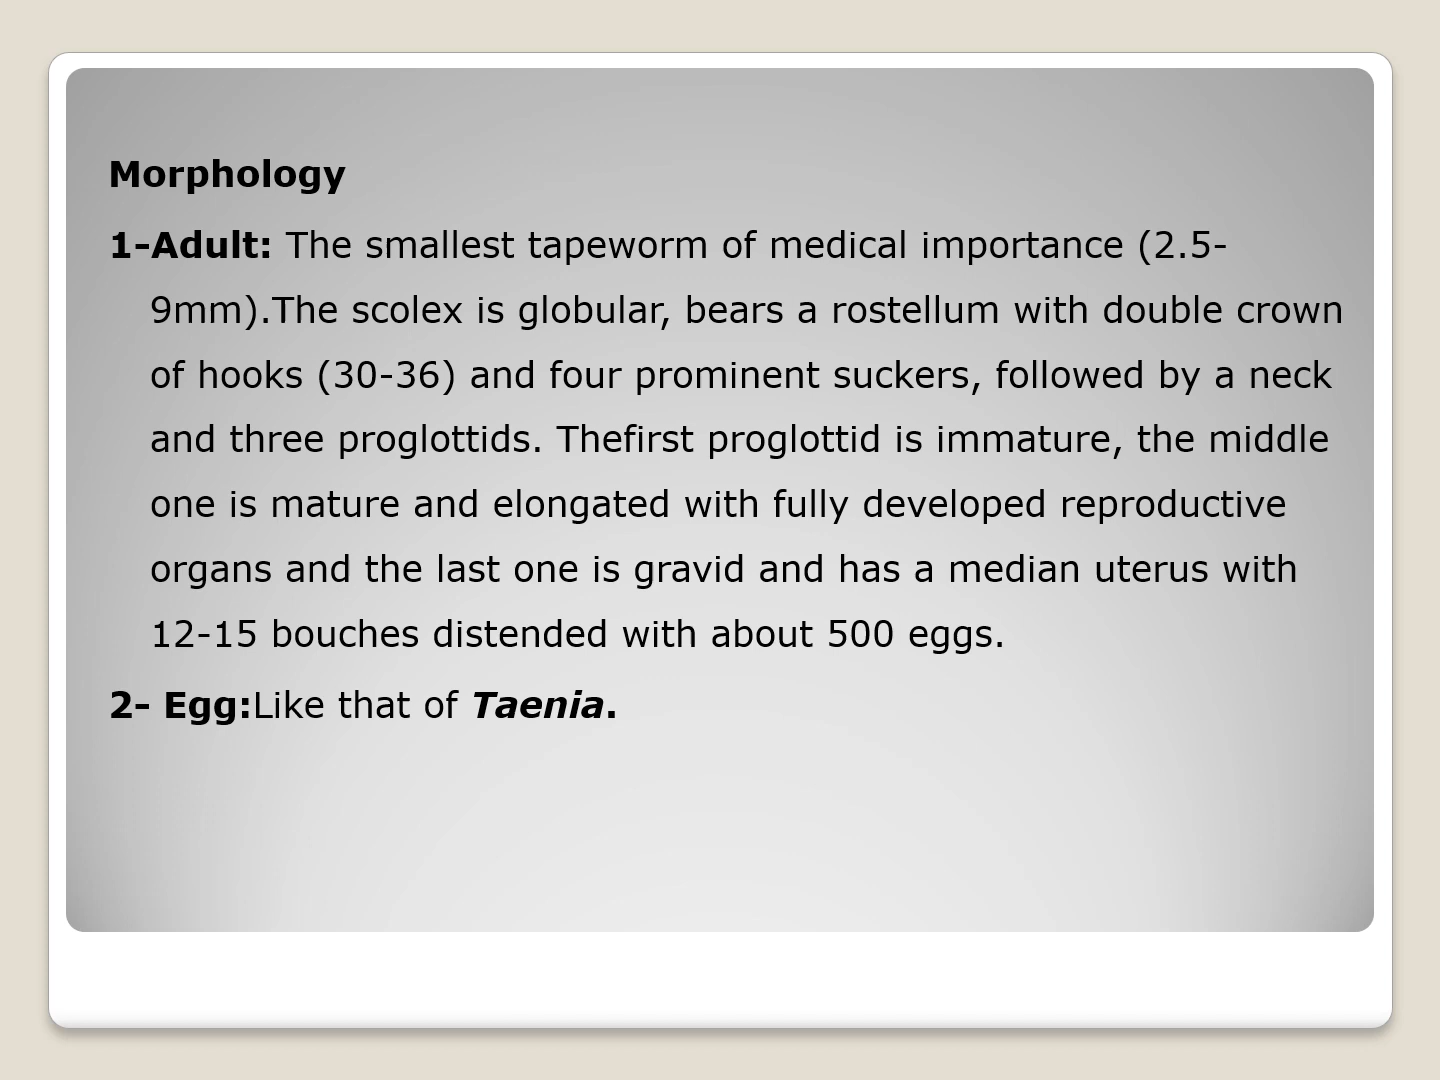 Morphology
1-Adult: The smallest tapeworm of medical importance (2.5-
9mm).The scolex is globular, bears a rostellum with double crown
of hooks (30-36) and four prominent suckers, followed by a neck
and three proglottids. Thefirst proglottid is immature, the middle
one is mature and elongated with fully developed reproductive
organs and the last one is gravid and has a median uterus with
12-15 bouches distended with about 500 eggs.
2- Egg:Like that of Taenia.